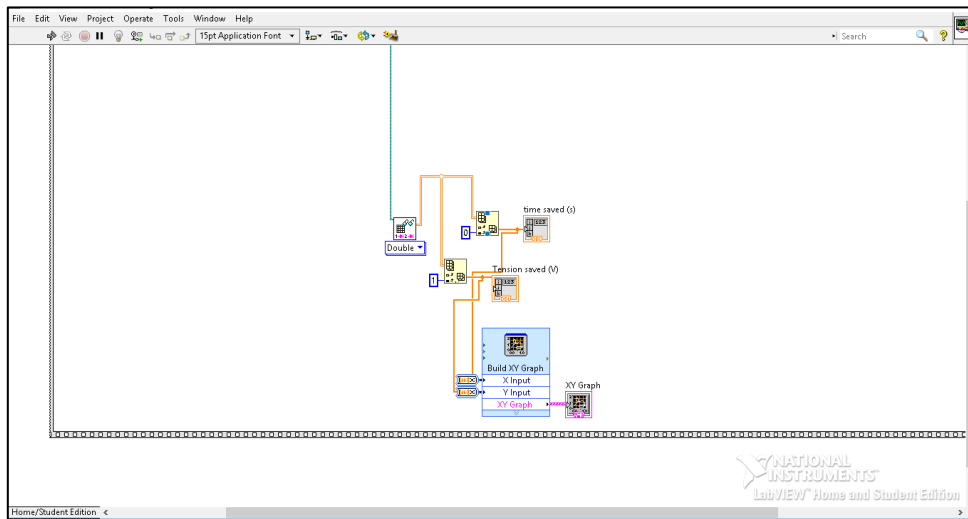 File Edit View Project Operate Tools Window Help
15pt Application Font
Search
time saved (s)
0
Double
Tension saved (V)
1
Build XY Graph
X Input
Y Input
XY Graph
XY Graph
NATIONAL
INSTRUMENTS
LabVIEW™ Home and Student Edition
Home/Student Edition